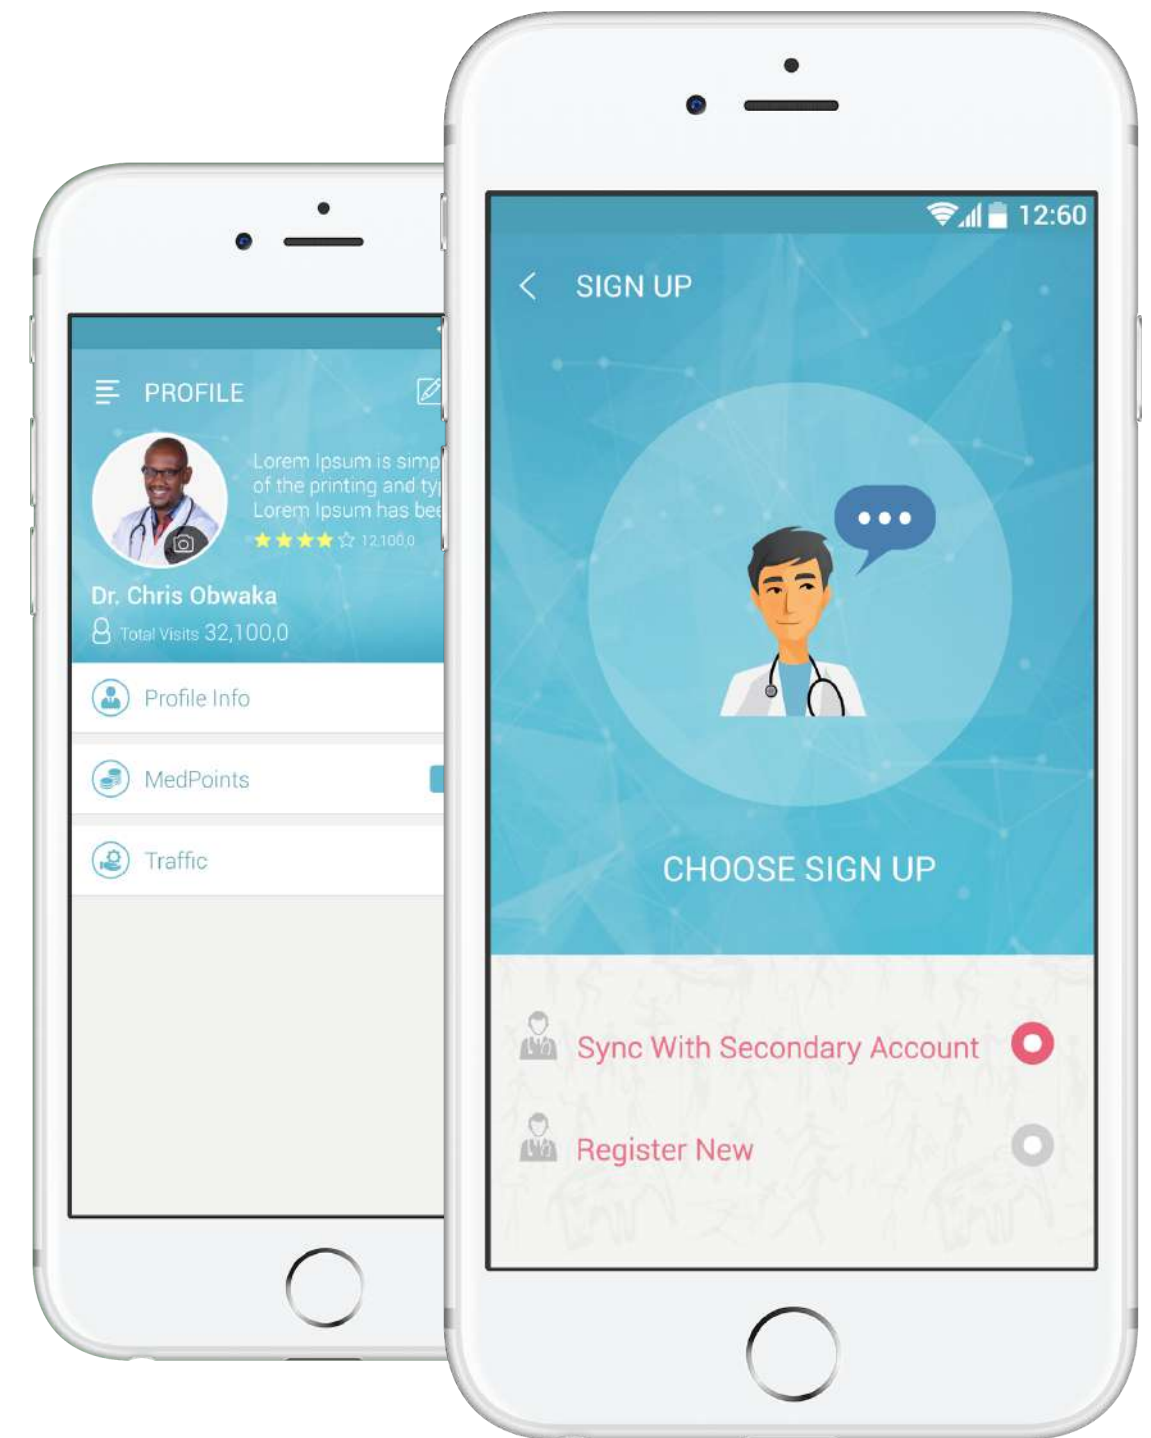 PROFILE
Lorem Ipsum is simp
of the printing and ty
Lorem Ipsum has bee
12,100,0
Dr. Chris Obwaka
Total Visits 32,100,0
Profile Info
MedPoints
Traffic
12:60
SIGN UP
CHOOSE SIGN UP
Sync With Secondary Account
Register New